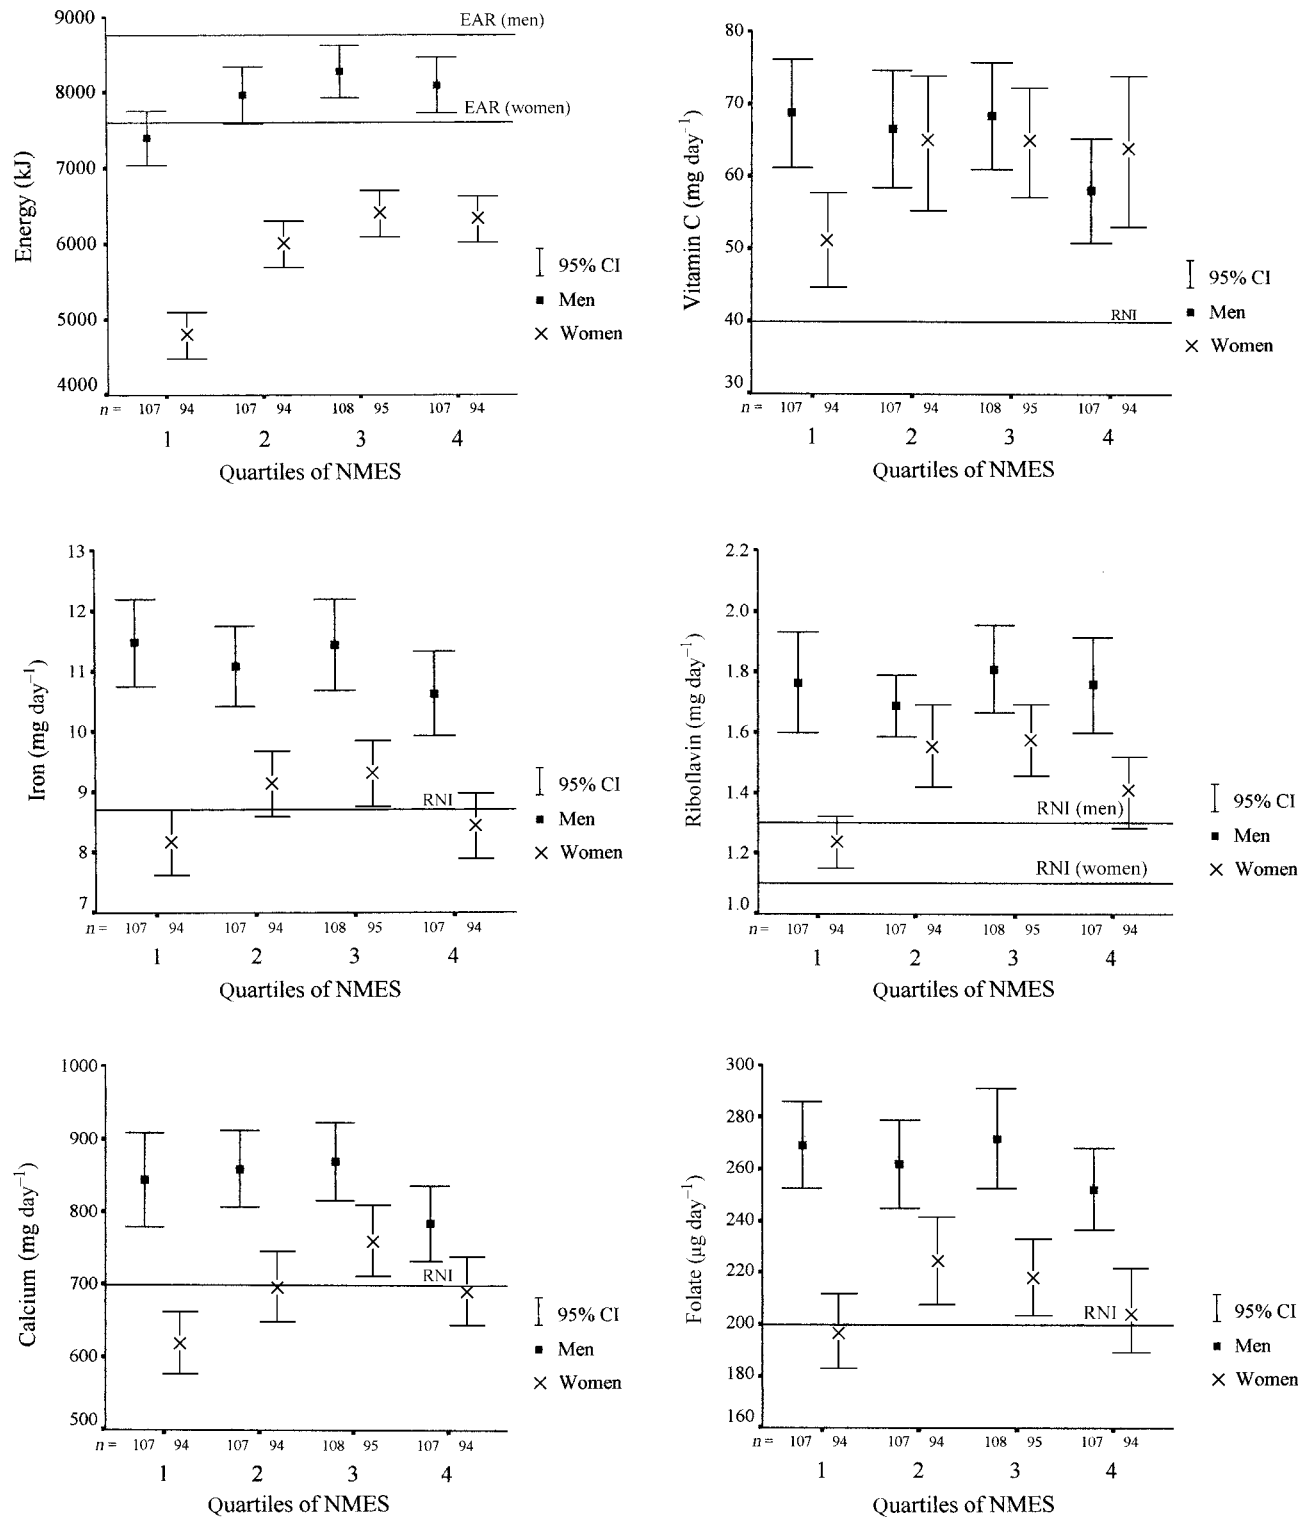 9000
8000
7000
6000
5000
4000
Energy (kJ)
EAR (men)
EAR (women)
95% CI
Men
Women
n = 107 94 107 94 108 95 107 94
1 2 3 4
Quartiles of NMES
80
70
60
50
40
30
Vitamin C (mg day⁻¹)
RNI
95% CI
Men
Women
n = 107 94 107 94 108 95 107 94
1 2 3 4
Quartiles of NMES
13
12
11
10
9
8
7
Iron (mg day⁻¹)
RNI
95% CI
Men
Women
n = 107 94 107 94 108 95 107 94
1 2 3 4
Quartiles of NMES
2.2
2.0
1.8
1.6
1.4
1.2
1.0
Riboflavin (mg day⁻¹)
RNI (men)
RNI (women)
95% CI
Men
Women
n = 107 94 107 94 108 95 107 94
1 2 3 4
Quartiles of NMES
1000
900
800
700
600
500
Calcium (mg day⁻¹)
RNI
95% CI
Men
Women
n = 107 94 107 94 108 95 107 94
1 2 3 4
Quartiles of NMES
300
280
260
240
220
200
180
160
Folate (µg day⁻¹)
RNI
95% CI
Men
Women
n = 107 94 107 94 108 95 107 94
1 2 3 4
Quartiles of NMES